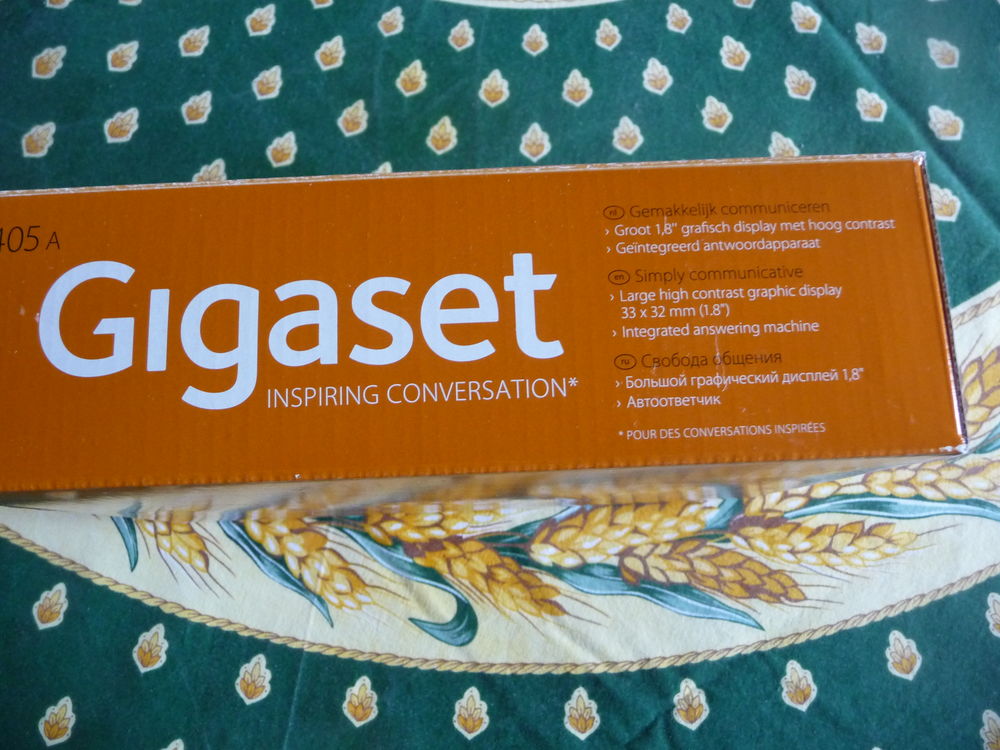 405 A
Gigaset
INSPIRING CONVERSATION*
nl Gemakkelijk communiceren
› Groot 1,8" grafisch display met hoog contrast
› Geïntegreerd antwoordapparaat
en Simply communicative
› Large high contrast graphic display
33 x 32 mm (1.8")
› Integrated answering machine
ru Свобода общения
› Большой графический дисплей 1,8"
› Автоответчик
* POUR DES CONVERSATIONS INSPIRÉES